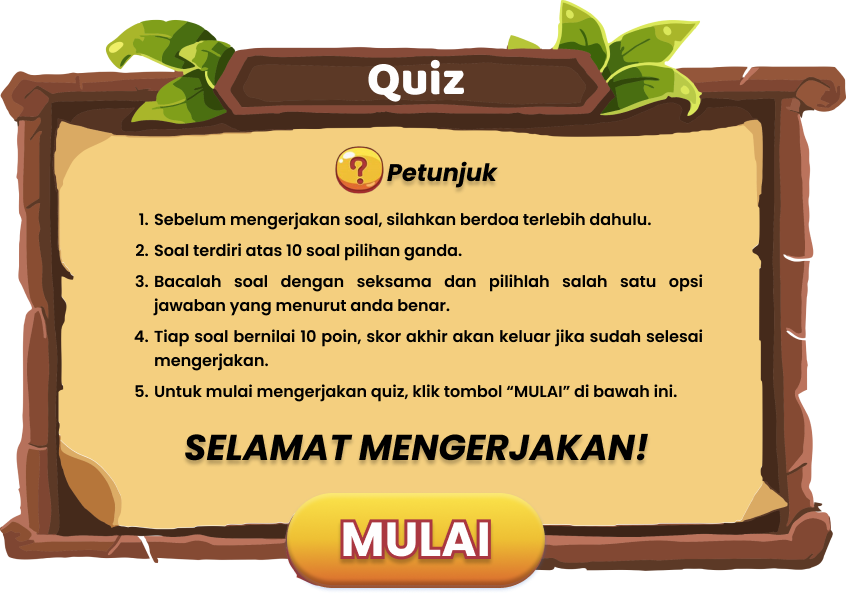 Quiz
?
Petunjuk
1. Sebelum mengerjakan soal, silahkan berdoa terlebih dahulu.
2. Soal terdiri atas 10 soal pilihan ganda.
3. Bacalah soal dengan seksama dan pilihlah salah satu opsi
jawaban yang menurut anda benar.
4. Tiap soal bernilai 10 poin, skor akhir akan keluar jika sudah selesai
mengerjakan.
5. Untuk mulai mengerjakan quiz, klik tombol “MULAI” di bawah ini.
SELAMAT MENGERJAKAN!
MULAI